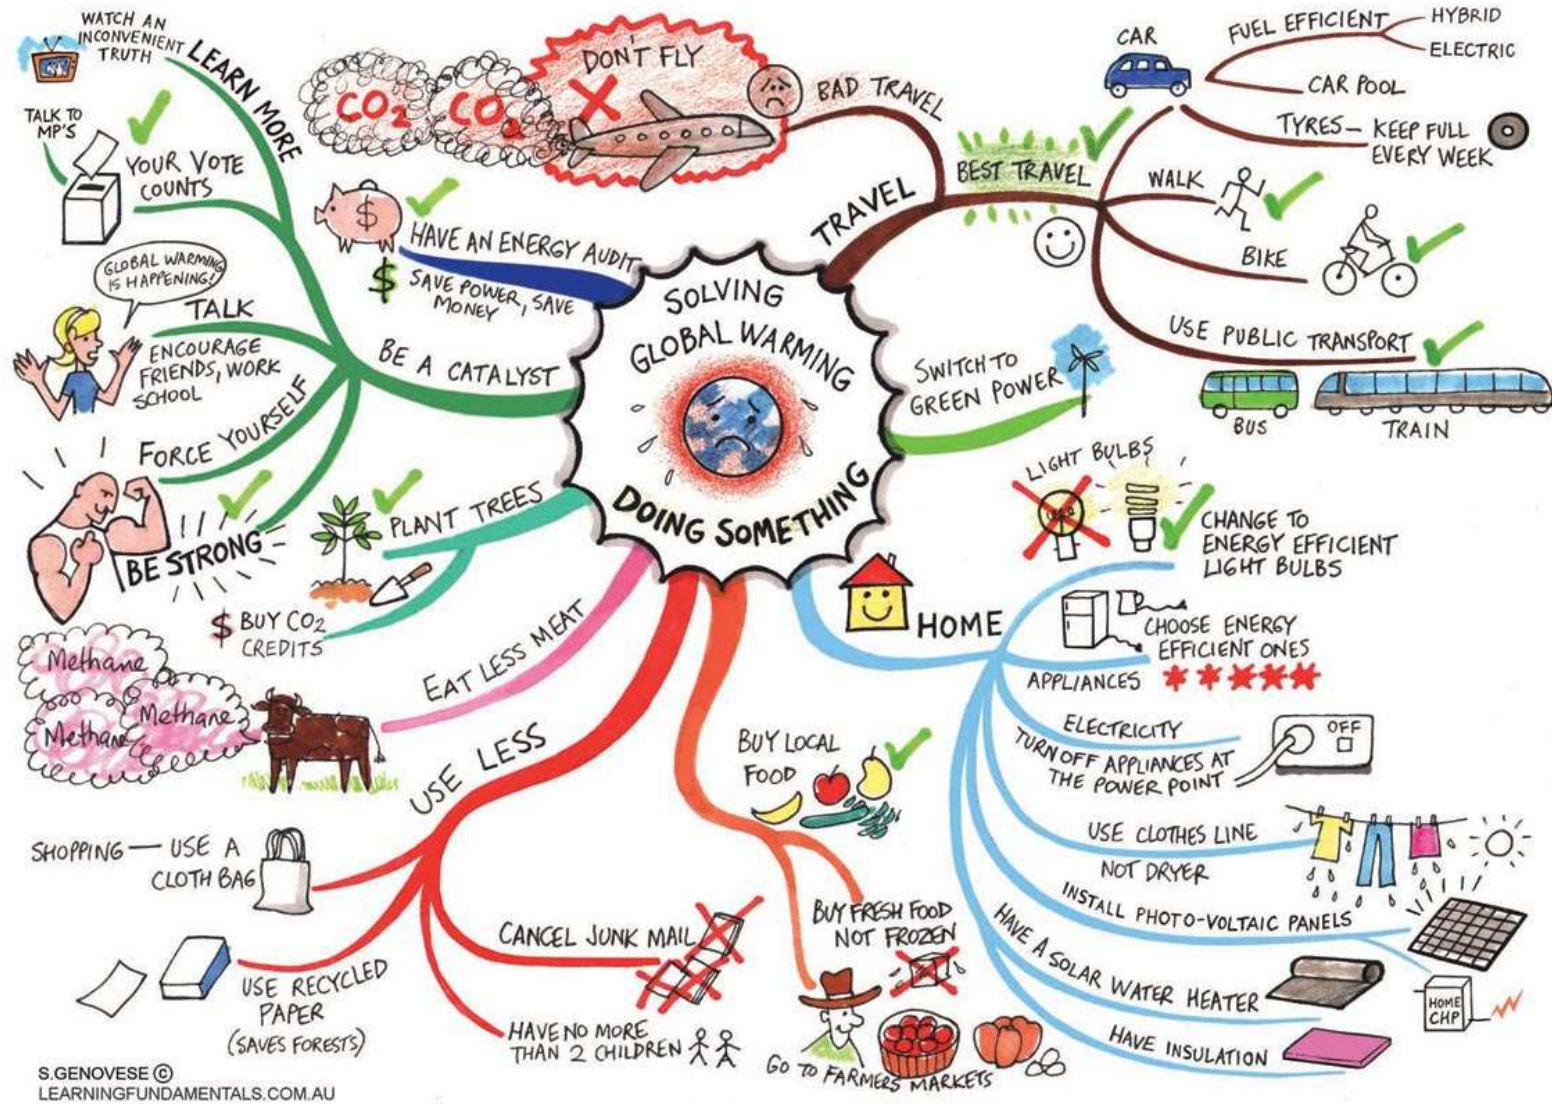 WATCH AN
INCONVENIENT
TRUTH
LEARN MORE
TALK TO
MP'S
YOUR VOTE
COUNTS
GLOBAL WARMING
IS HAPPENING!
TALK
ENCOURAGE
FRIENDS, WORK
SCHOOL
FORCE YOURSELF
BE STRONG
BE A CATALYST
CO2
CO2
DON'T FLY
BAD TRAVEL
$
HAVE AN ENERGY AUDIT
$ SAVE POWER, SAVE
MONEY
TRAVEL
BEST TRAVEL
CAR
FUEL EFFICIENT
HYBRID
ELECTRIC
CAR POOL
TYRES – KEEP FULL
EVERY WEEK
WALK
BIKE
USE PUBLIC TRANSPORT
BUS
TRAIN
SOLVING
GLOBAL WARMING
DOING SOMETHING
SWITCH TO
GREEN POWER
PLANT TREES
$ BUY CO2
CREDITS
EAT LESS MEAT
Methane
Methane
Methane
USE LESS
SHOPPING — USE A
CLOTH BAG
USE RECYCLED
PAPER
(SAVES FORESTS)
CANCEL JUNK MAIL
HAVE NO MORE
THAN 2 CHILDREN
BUY LOCAL
FOOD
BUY FRESH FOOD
NOT FROZEN
GO TO FARMERS MARKETS
HOME
LIGHT BULBS
CHANGE TO
ENERGY EFFICIENT
LIGHT BULBS
CHOOSE ENERGY
EFFICIENT ONES
APPLIANCES
ELECTRICITY
TURN OFF APPLIANCES AT
THE POWER POINT
OFF
USE CLOTHES LINE
NOT DRYER
INSTALL PHOTO-VOLTAIC PANELS
HOME
CHP
HAVE A SOLAR WATER HEATER
HAVE INSULATION
S.GENOVESE ©
LEARNINGFUNDAMENTALS.COM.AU